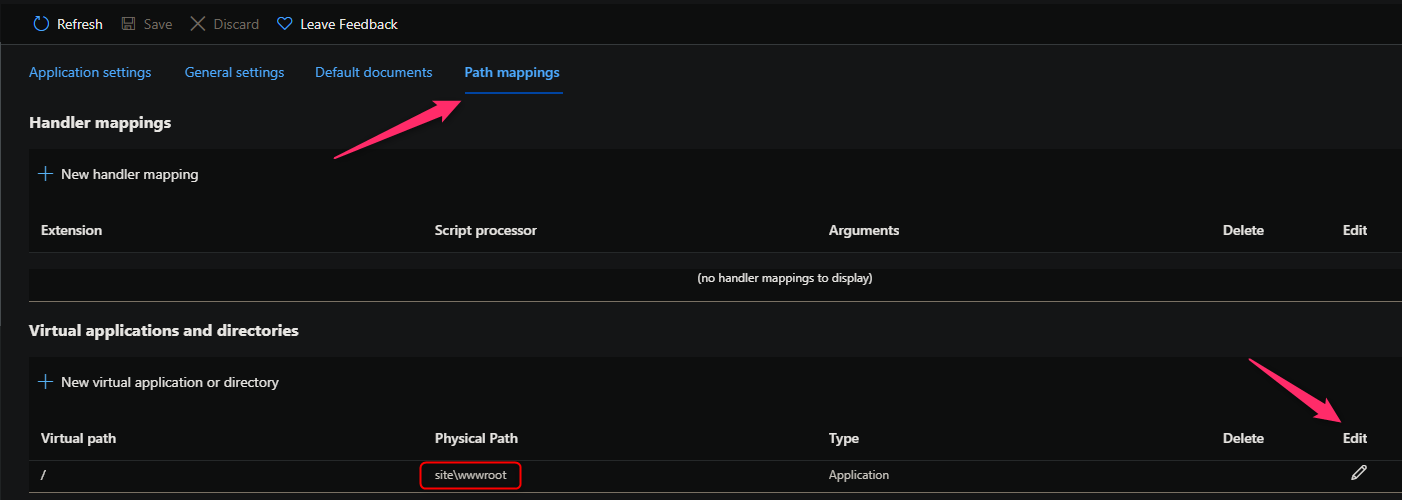 Refresh Save Discard Leave Feedback
Application settings General settings Default documents Path mappings
Handler mappings
New handler mapping
Extension Script processor Arguments Delete Edit
(no handler mappings to display)
Virtual applications and directories
New virtual application or directory
Virtual path Physical Path Type Delete Edit
/ site\wwwroot Application